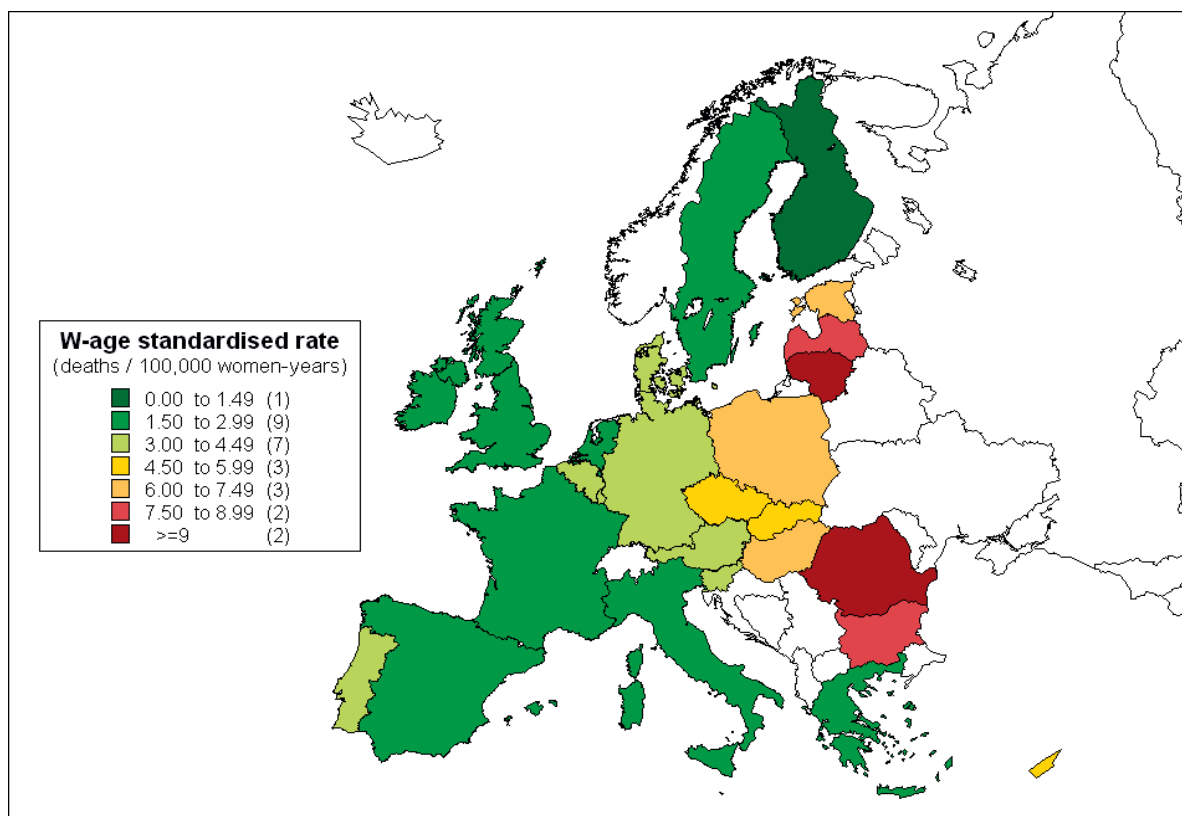 W-age standardised rate
(deaths / 100,000 women-years)
0.00 to 1.49 (1)
1.50 to 2.99 (9)
3.00 to 4.49 (7)
4.50 to 5.99 (3)
6.00 to 7.49 (3)
7.50 to 8.99 (2)
>=9 (2)